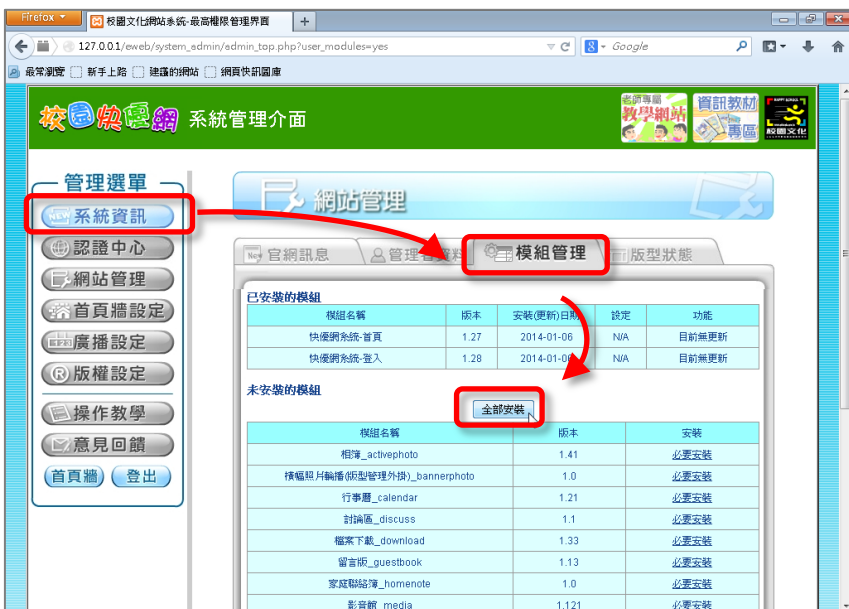 Firefox
校園文化網站系統-最高權限管理界面
127.0.0.1/eweb/system_admin/admin_top.php?user_modules=yes
Google
最常瀏覽 新手上路 建議的網站 網頁快訊圖庫
校園快優網 系統管理介面
老師專屬
教學網站
資訊教材
專區
校園文化
管理選單
系統資訊
認證中心
網站管理
首頁牆設定
廣播設定
版權設定
操作教學
意見回饋
首頁牆 登出
網站管理
官網訊息 管理者資料 模組管理 版型狀態
已安裝的模組
模組名稱 版本 安裝(更新)日期 設定 功能
快優網系統-首頁 1.27 2014-01-06 N/A 目前無更新
快優網系統-登入 1.28 2014-01-06 N/A 目前無更新
未安裝的模組
全部安裝
模組名稱 版本 安裝
相簿_activephoto 1.41 必要安裝
橫幅照片輪播(版型管理外掛)_bannerphoto 1.0 必要安裝
行事曆_calendar 1.21 必要安裝
討論區_discuss 1.1 必要安裝
檔案下載_download 1.33 必要安裝
留言版_guestbook 1.13 必要安裝
家庭聯絡簿_homenote 1.0 必要安裝
影音館_media 1.121 必要安裝